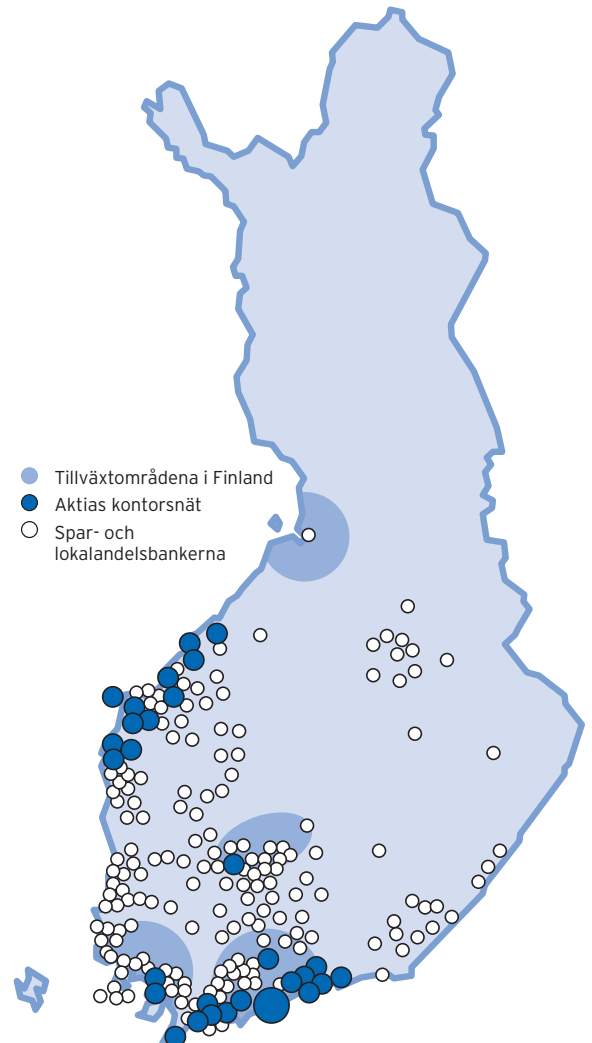 Tillväxtområdena i Finland
Aktias kontorsnät
Spar- och
lokalandelsbankerna